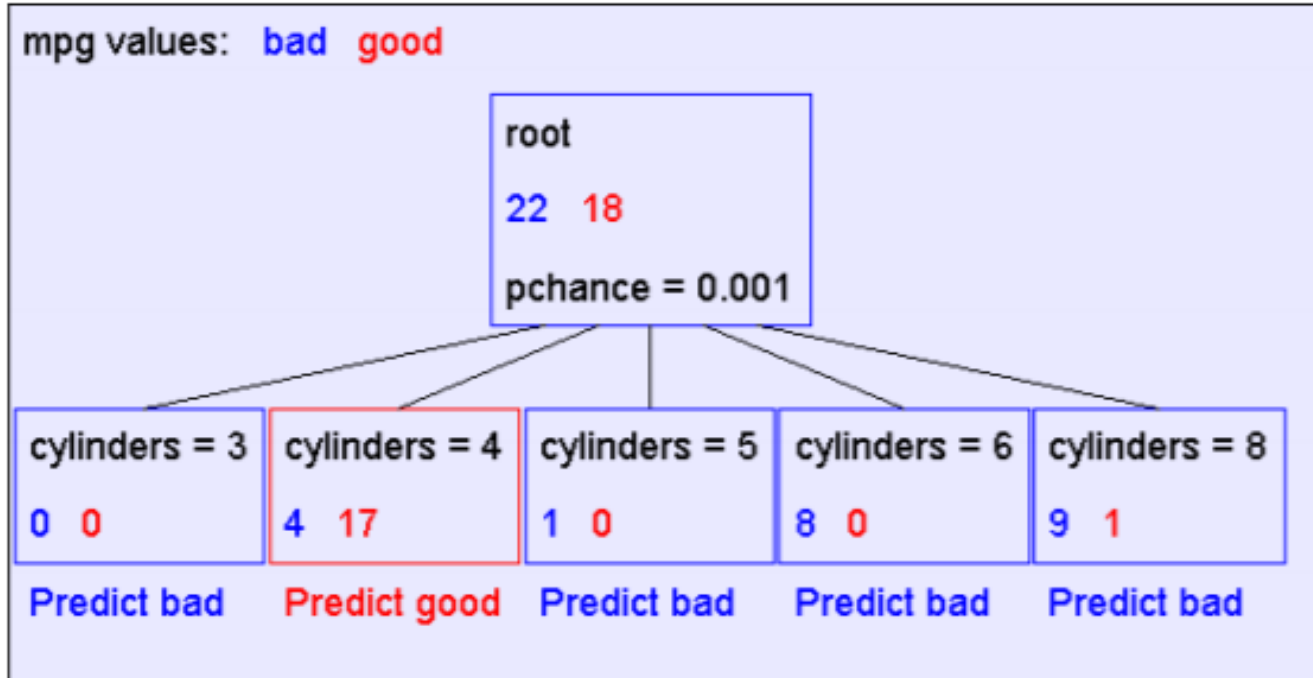 mpg values: bad good
root
22 18
pchance = 0.001
cylinders = 3 cylinders = 4 cylinders = 5 cylinders = 6 cylinders = 8
0 0 4 17 1 0 8 0 9 1
Predict bad Predict good Predict bad Predict bad Predict bad